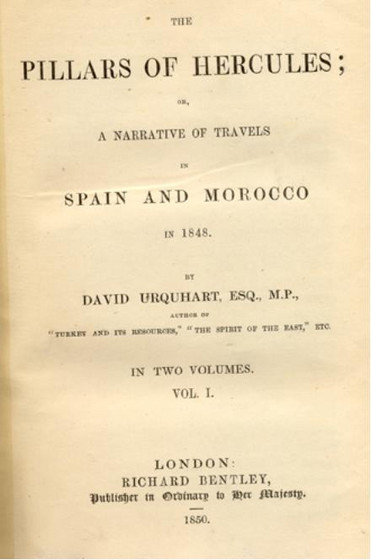 THE
PILLARS OF HERCULES;
OR,
A NARRATIVE OF TRAVELS
IN
SPAIN AND MOROCCO
IN 1848.
BY
DAVID URQUHART, ESQ., M.P.,
AUTHOR OF
"TURKEY AND ITS RESOURCES," "THE SPIRIT OF THE EAST," ETC.
IN TWO VOLUMES.
VOL. I.
LONDON:
RICHARD BENTLEY,
Publisher in Ordinary to Her Majesty.
1850.